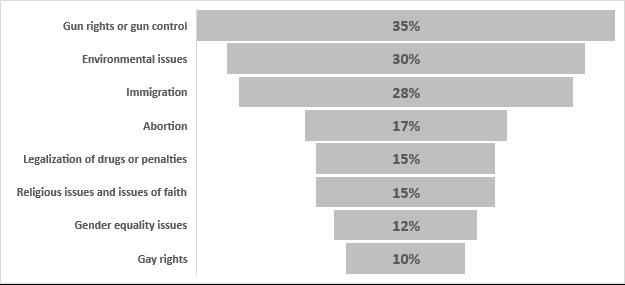 Gun rights or gun control 35%
Environmental issues 30%
Immigration 28%
Abortion 17%
Legalization of drugs or penalties 15%
Religious issues and issues of faith 15%
Gender equality issues 12%
Gay rights 10%